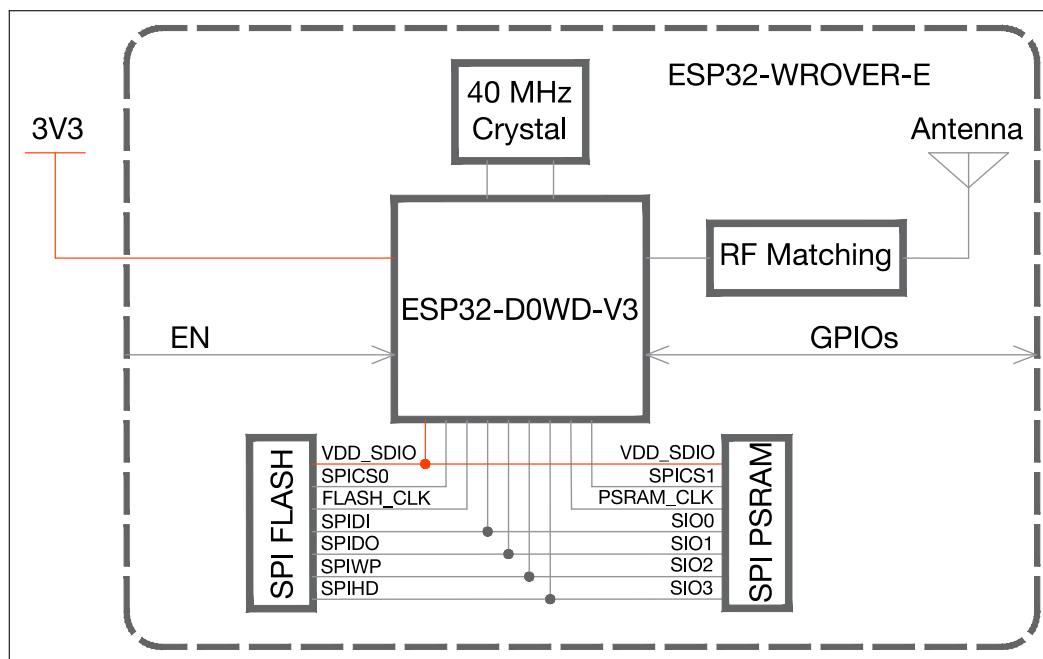 ESP32-WROVER-E
40 MHz
Crystal
3V3
Antenna
RF Matching
ESP32-D0WD-V3
EN
GPIOs
SPI FLASH
VDD_SDIO
SPICS0
FLASH_CLK
SPIDI
SPIDO
SPIWP
SPIHD
VDD_SDIO
SPICS1
PSRAM_CLK
SIO0
SIO1
SIO2
SIO3
SPI PSRAM